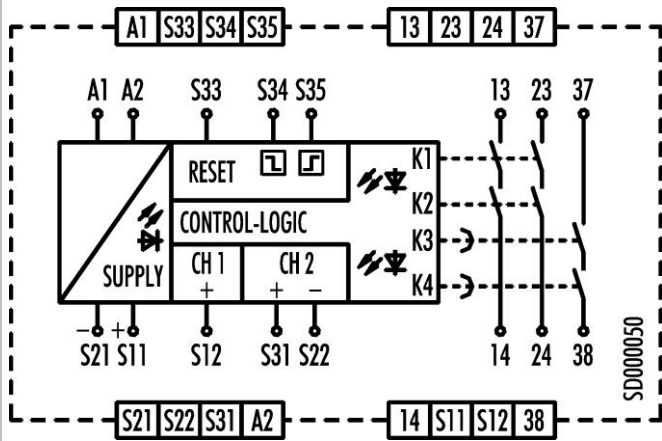 A1 S33 S34 S35 13 23 24 37
A1 A2 S33 S34 S35 13 23 37
RESET K1
K2
CONTROL-LOGIC
K3
SUPPLY CH 1 CH 2
+ + − K4
− + 
S21 S11 S12 S31 S22 14 24 38
SD000050
S21 S22 S31 A2 14 S11 S12 38